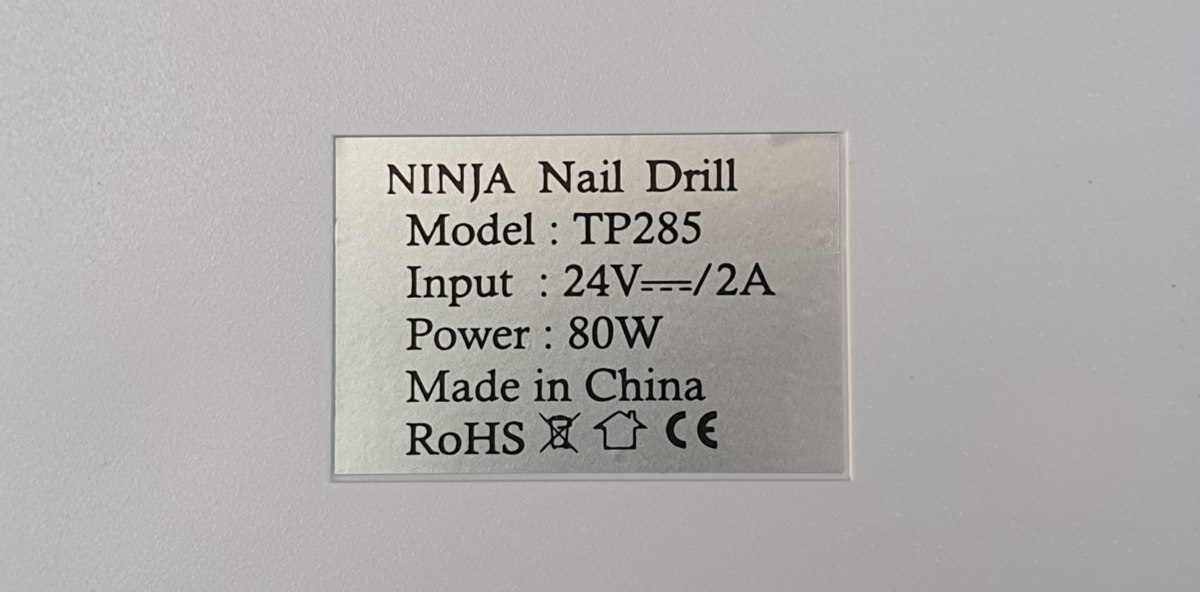 NINJA Nail Drill
Model : TP285
Input : 24V⎓/2A
Power : 80W
Made in China
RoHS CE